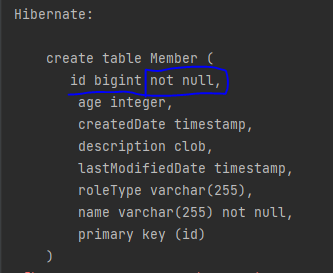 Hibernate:
create table Member (
id bigint not null,
age integer,
createdDate timestamp,
description clob,
lastModifiedDate timestamp,
roleType varchar(255),
name varchar(255) not null,
primary key (id)
)